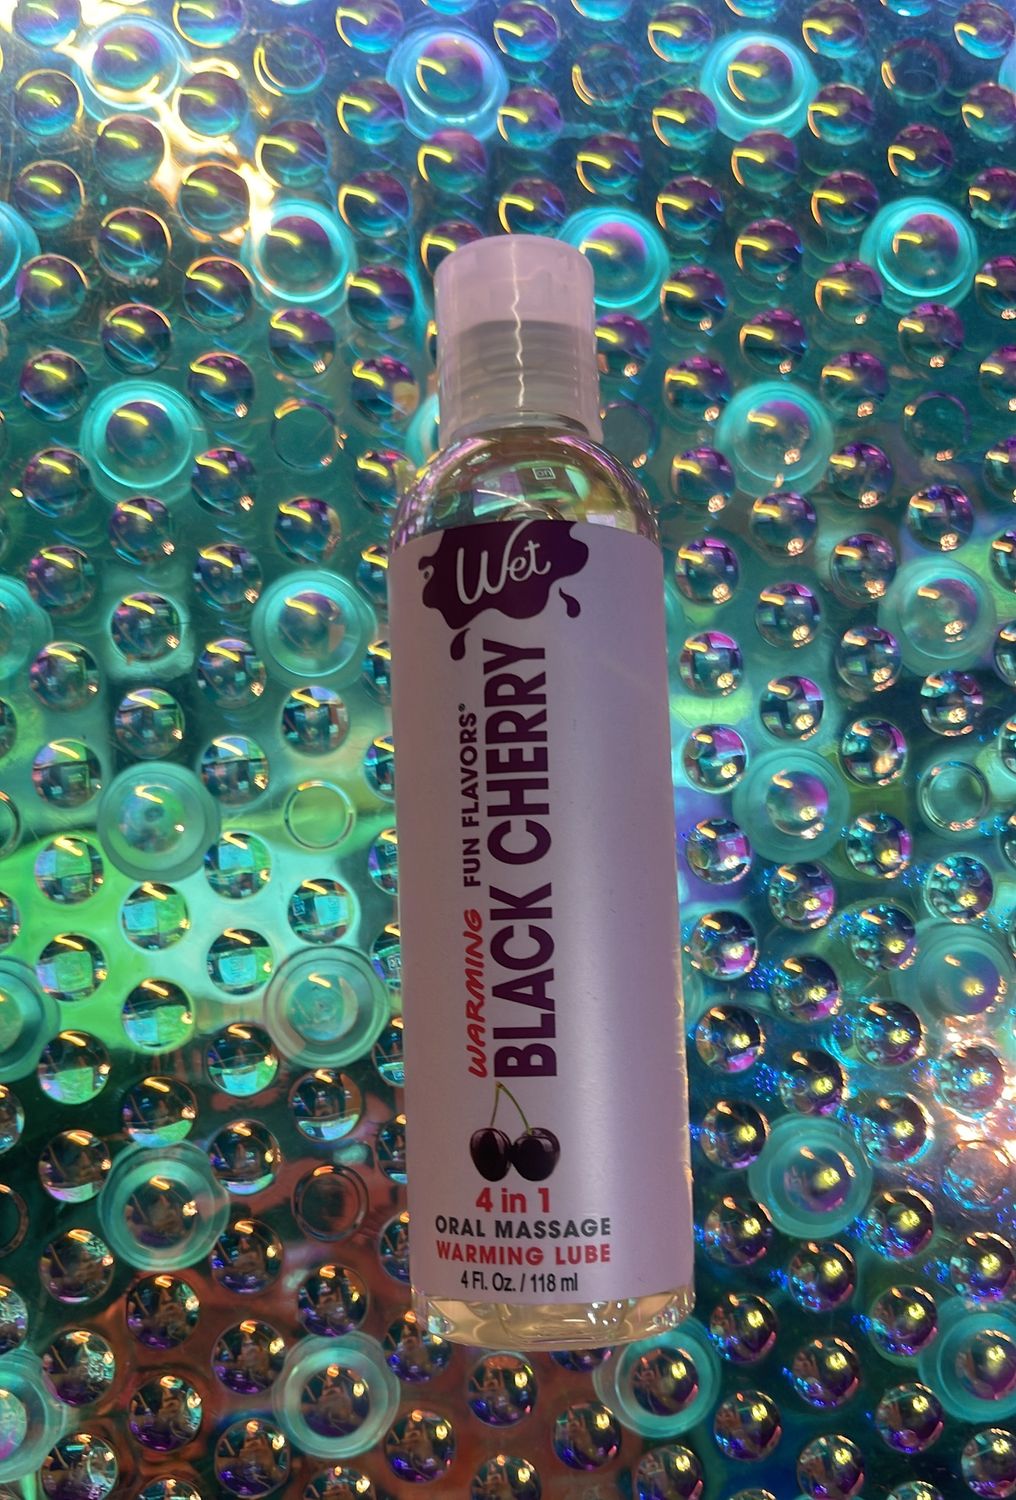 Wet®
WARMING FUN FLAVORS®
BLACK CHERRY
4 in 1
ORAL MASSAGE
WARMING LUBE
4 Fl. Oz. / 118 ml